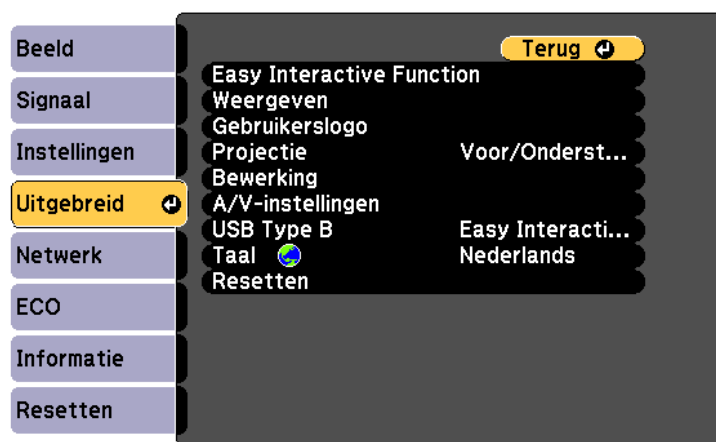 Beeld
Signaal
Instellingen
Uitgebreid
Netwerk
ECO
Informatie
Resetten
Terug
Easy Interactive Function
Weergeven
Gebruikerslogo
Projectie Voor/Onderst...
Bewerking
A/V-instellingen
USB Type B Easy Interacti...
Taal Nederlands
Resetten